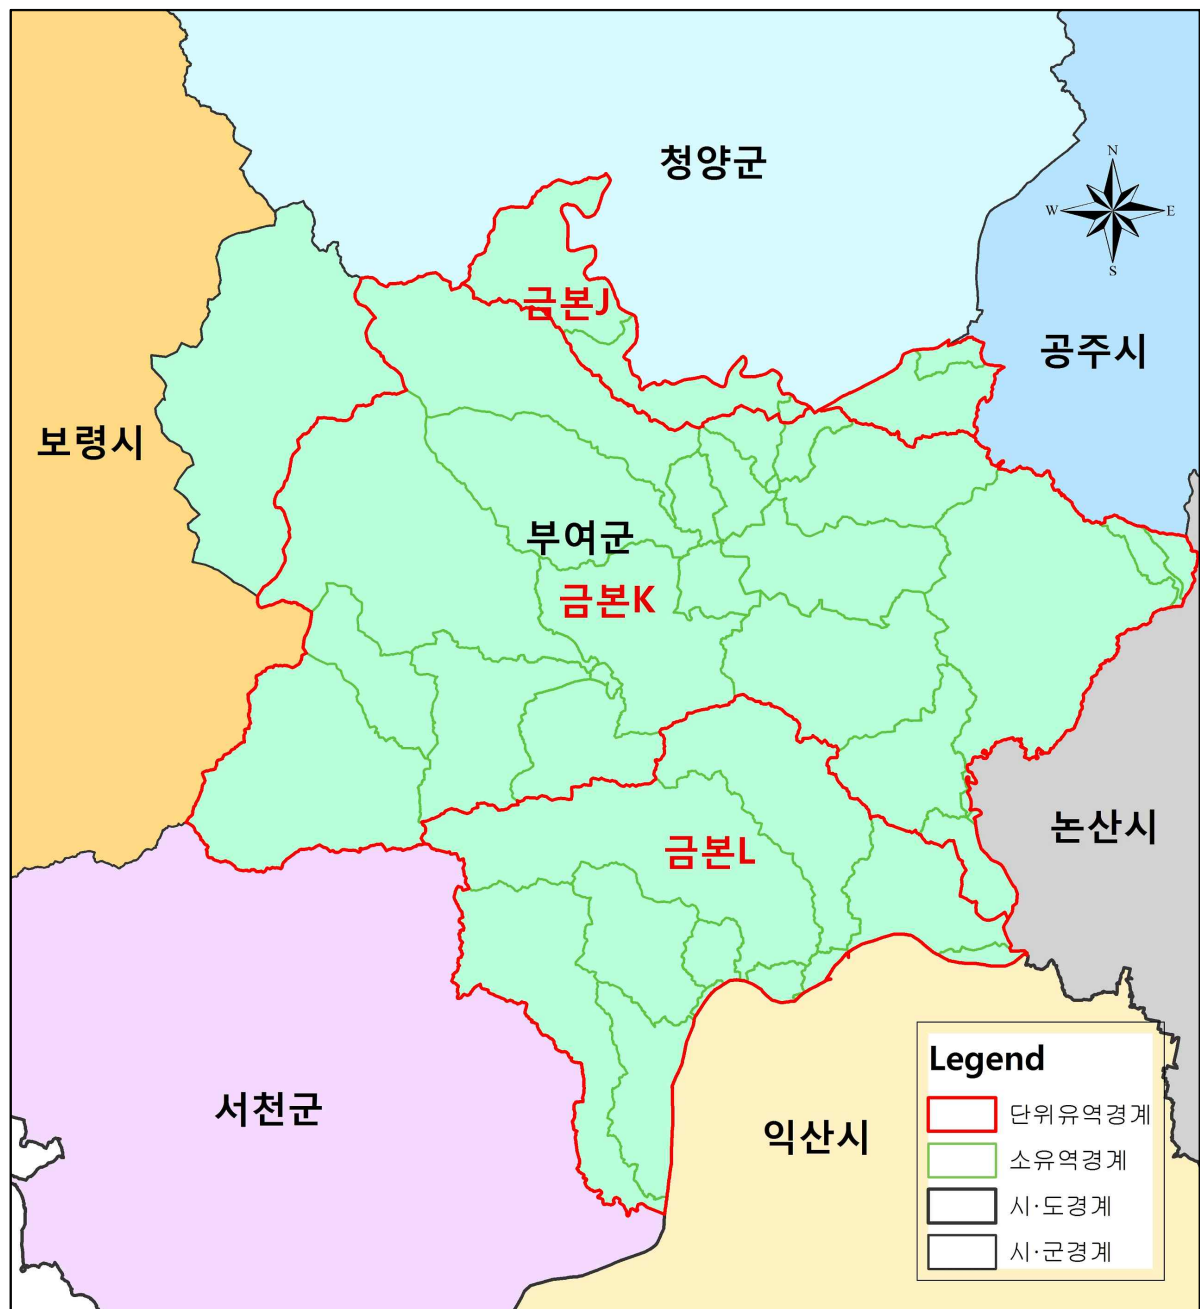 청양군
N
W
E
S
금본J
공주시
보령시
부여군
금본K
논산시
금본L
서천군
익산시
Legend
단위유역경계
소유역경계
시·도경계
시·군경계